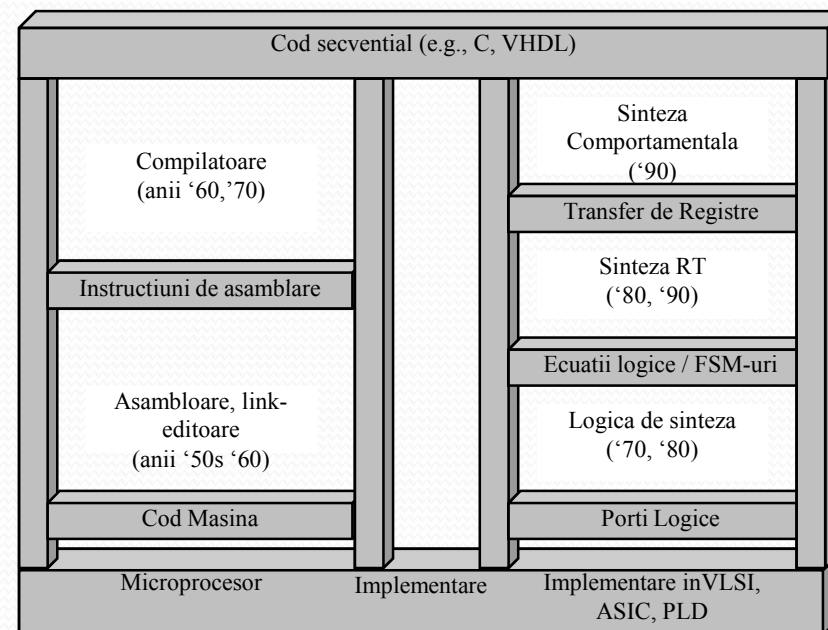 Cod secvential (e.g., C, VHDL)
Compilatoare
(anii ‘60,’70)
Instructiuni de asamblare
Asambloare, link-
editoare
(anii ‘50s ‘60)
Cod Masina
Microprocesor
Implementare
Sinteza
Comportamentala
(‘90)
Transfer de Registre
Sinteza RT
(‘80, ‘90)
Ecuatii logice / FSM-uri
Logica de sinteza
(‘70, ‘80)
Porti Logice
Implementare inVLSI,
ASIC, PLD